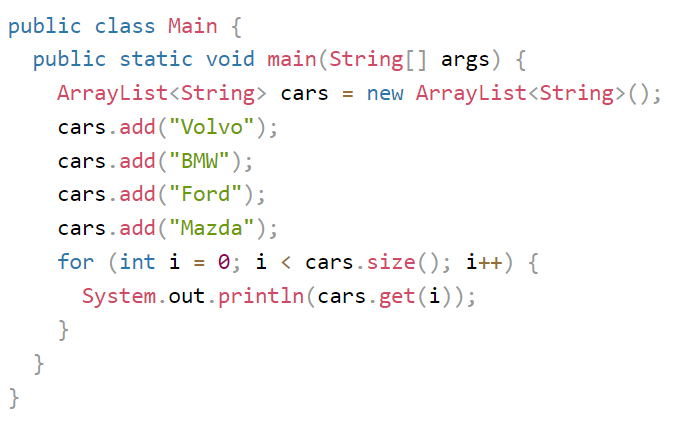 public class Main {
  public static void main(String[] args) {
    ArrayList<String> cars = new ArrayList<String>();
    cars.add("Volvo");
    cars.add("BMW");
    cars.add("Ford");
    cars.add("Mazda");
    for (int i = 0; i < cars.size(); i++) {
      System.out.println(cars.get(i));
    }
  }
}